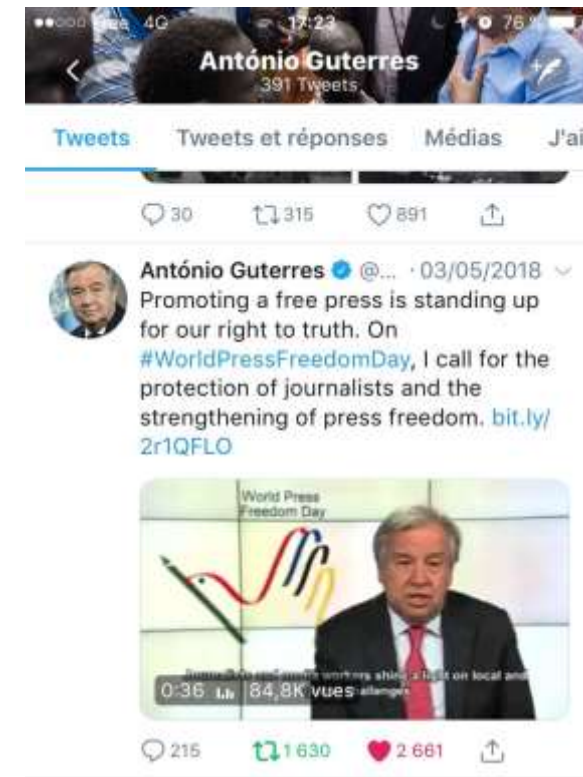 Free 4G 17:23 76 %
António Guterres
391 Tweets
Tweets Tweets et réponses Médias J'ai
30 315 891
António Guterres @... · 03/05/2018
Promoting a free press is standing up
for our right to truth. On
#WorldPressFreedomDay, I call for the
protection of journalists and the
strengthening of press freedom. bit.ly/
2r1QFLO
World Press
Freedom Day
workers shine a light on local and
0:36 84,8K vues
215 1 630 2 661